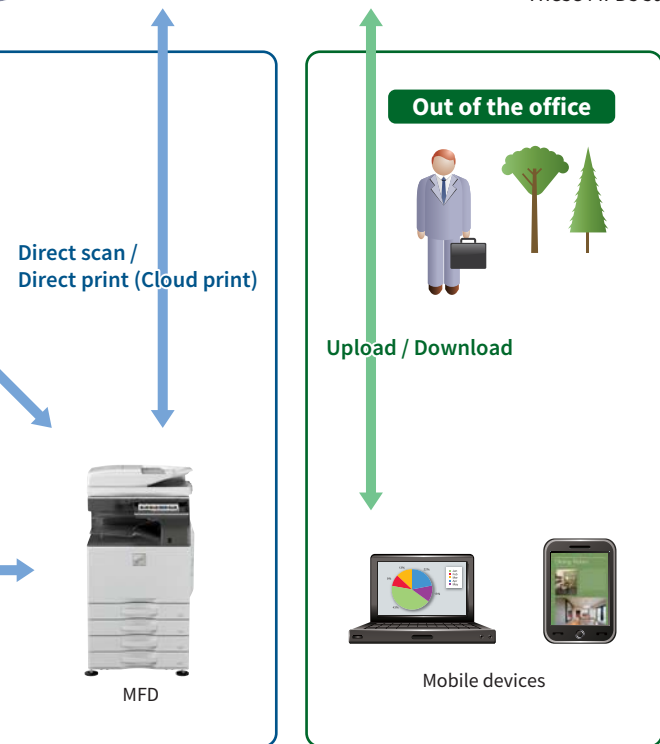 Out of the office
Direct scan /
Direct print (Cloud print)
Upload / Download
MFD
Mobile devices